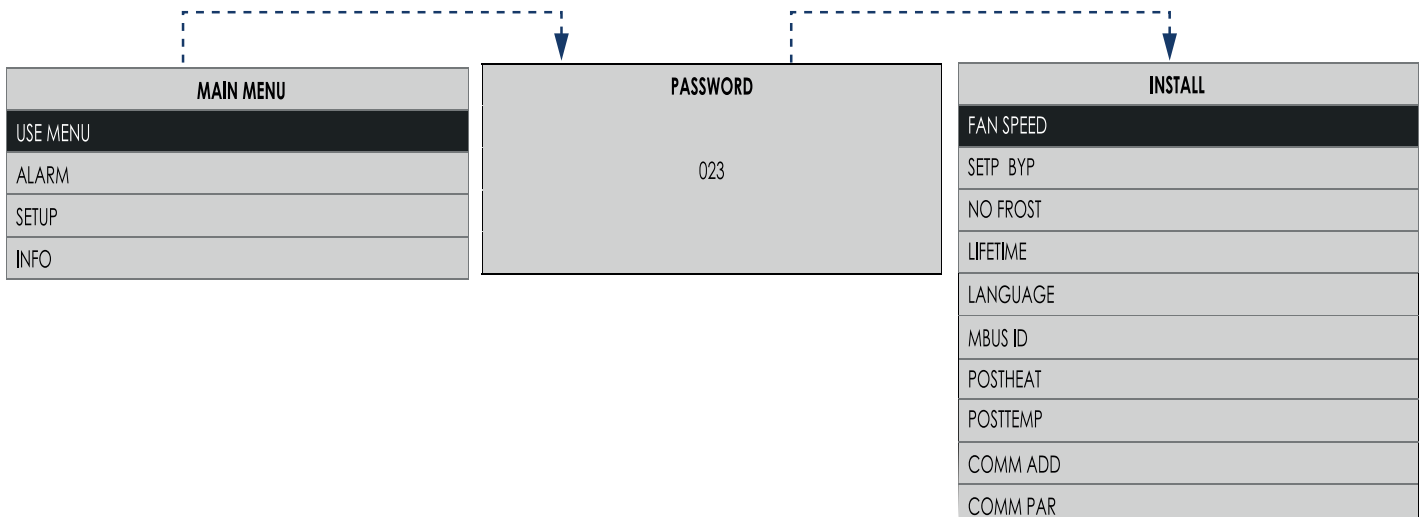 MAIN MENU
USE MENU
ALARM
SETUP
INFO
PASSWORD
023
INSTALL
FAN SPEED
SETP BYP
NO FROST
LIFETIME
LANGUAGE
MBUS ID
POSTHEAT
POSTTEMP
COMM ADD
COMM PAR